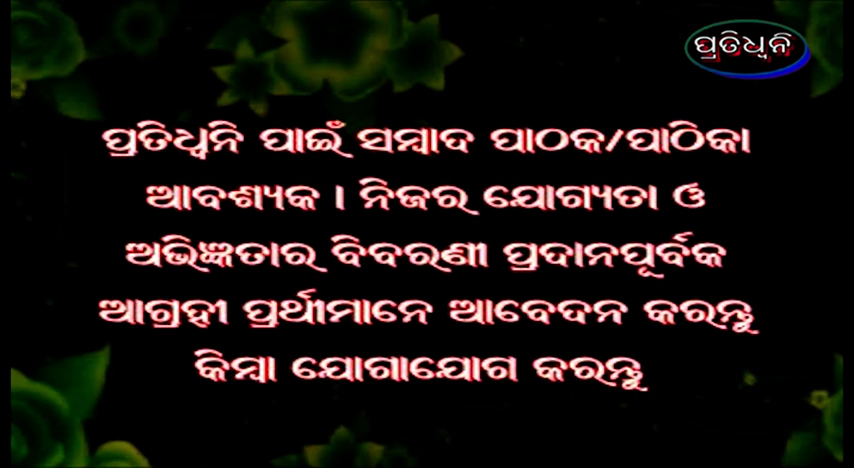 ପ୍ରତିଧ୍ୱନି
ପ୍ରତିଧ୍ୱନି ପାଇଁ ସମ୍ବାଦ ପାଠକ/ପାଠିକା
ଆବଶ୍ୟକ । ନିଜର ଯୋଗ୍ୟତା ଓ
ଅଭିଜ୍ଞତାର ବିବରଣୀ ପ୍ରଦାନପୂର୍ବକ
ଆଗ୍ରହୀ ପ୍ରର୍ଥୀମାନେ ଆବେଦନ କରନ୍ତୁ
କିମ୍ବା ଯୋଗାଯୋଗ କରନ୍ତୁ